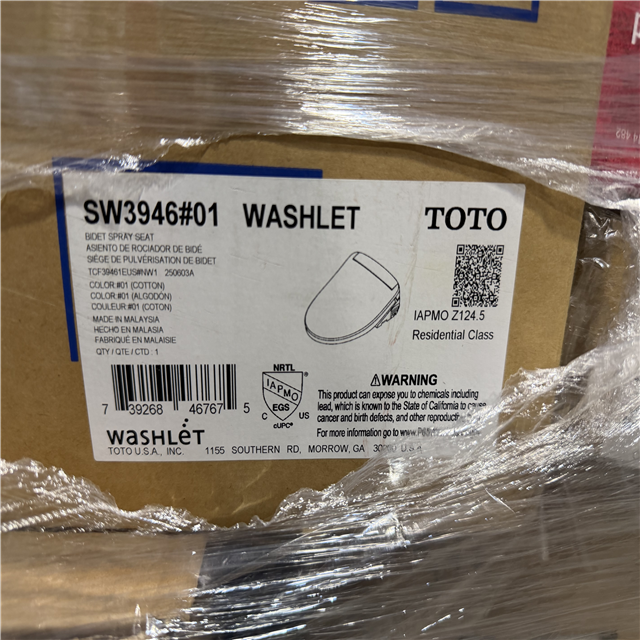 SW3946#01 WASHLET TOTO
BIDET SPRAY SEAT
ASIENTO DE ROCIADOR DE BIDÉ
SIÈGE DE PULVÉRISATION DE BIDET
TCF39461EUS#NW1 250603A
COLOR:#01 (COTTON)
COLOR:#01 (ALGODÓN)
COULEUR:#01 (COTON)
MADE IN MALAYSIA
HECHO EN MALASIA
FABRIQUÉ EN MALAISIE
QTY / QTE / CTD : 1
IAPMO Z124.5
Residential Class
7 39268 46767 5
NRTL
IAPMO
EGS
C US
cUPC®
⚠WARNING
This product can expose you to chemicals including
lead, which is known to the State of California to cause
cancer and birth defects, and other reproductive
For more information go to
WASHLET
TOTO U.S.A., INC. 1155 SOUTHERN RD, MORROW, GA U.S.A
482